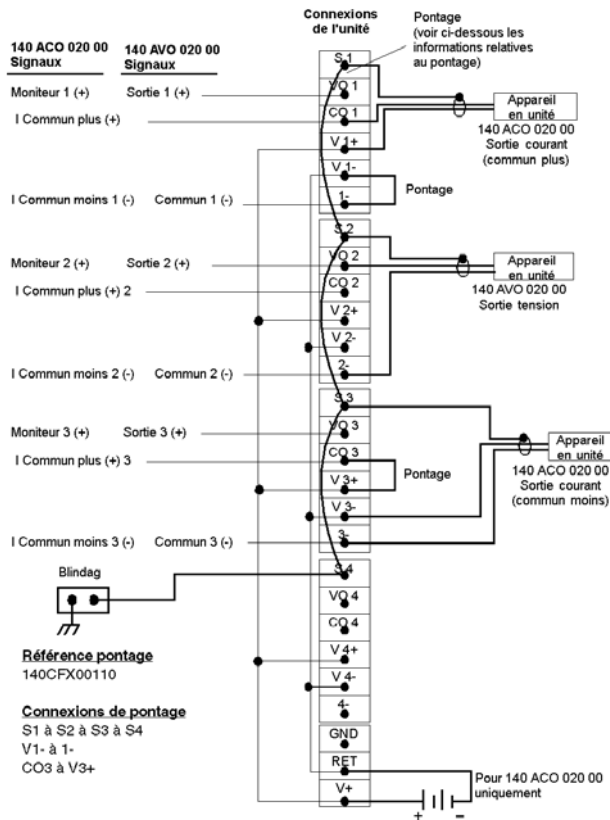 Connexions
de l'unité
Pontage
(voir ci-dessous les
informations relatives
au pontage)
140 ACO 020 00
Signaux
140 AVO 020 00
Signaux
Moniteur 1 (+)
Sortie 1 (+)
I Commun plus (+)
I Commun moins 1 (-)
Commun 1 (-)
Moniteur 2 (+)
Sortie 2 (+)
I Commun plus (+) 2
I Commun moins 2 (-)
Commun 2 (-)
Moniteur 3 (+)
Sortie 3 (+)
I Commun plus (+) 3
I Commun moins 3 (-)
Commun 3 (-)
Blindag
Référence pontage
140CFX00110
Connexions de pontage
S1 à S2 à S3 à S4
V1- à 1-
CO3 à V3+
S 1
VO 1
CO 1
V 1+
V 1-
1-
S 2
VO 2
CO 2
V 2+
V 2-
2-
S 3
VO 3
CO 3
V 3+
V 3-
3-
S 4
VO 4
CO 4
V 4+
V 4-
4-
GND
RET
V+
Appareil
en unité
140 ACO 020 00
Sortie courant
(commun plus)
Pontage
Appareil
en unité
140 AVO 020 00
Sortie tension
Appareil
en unité
140 ACO 020 00
Sortie courant
(commun moins)
Pontage
Pour 140 ACO 020 00
uniquement
+
–